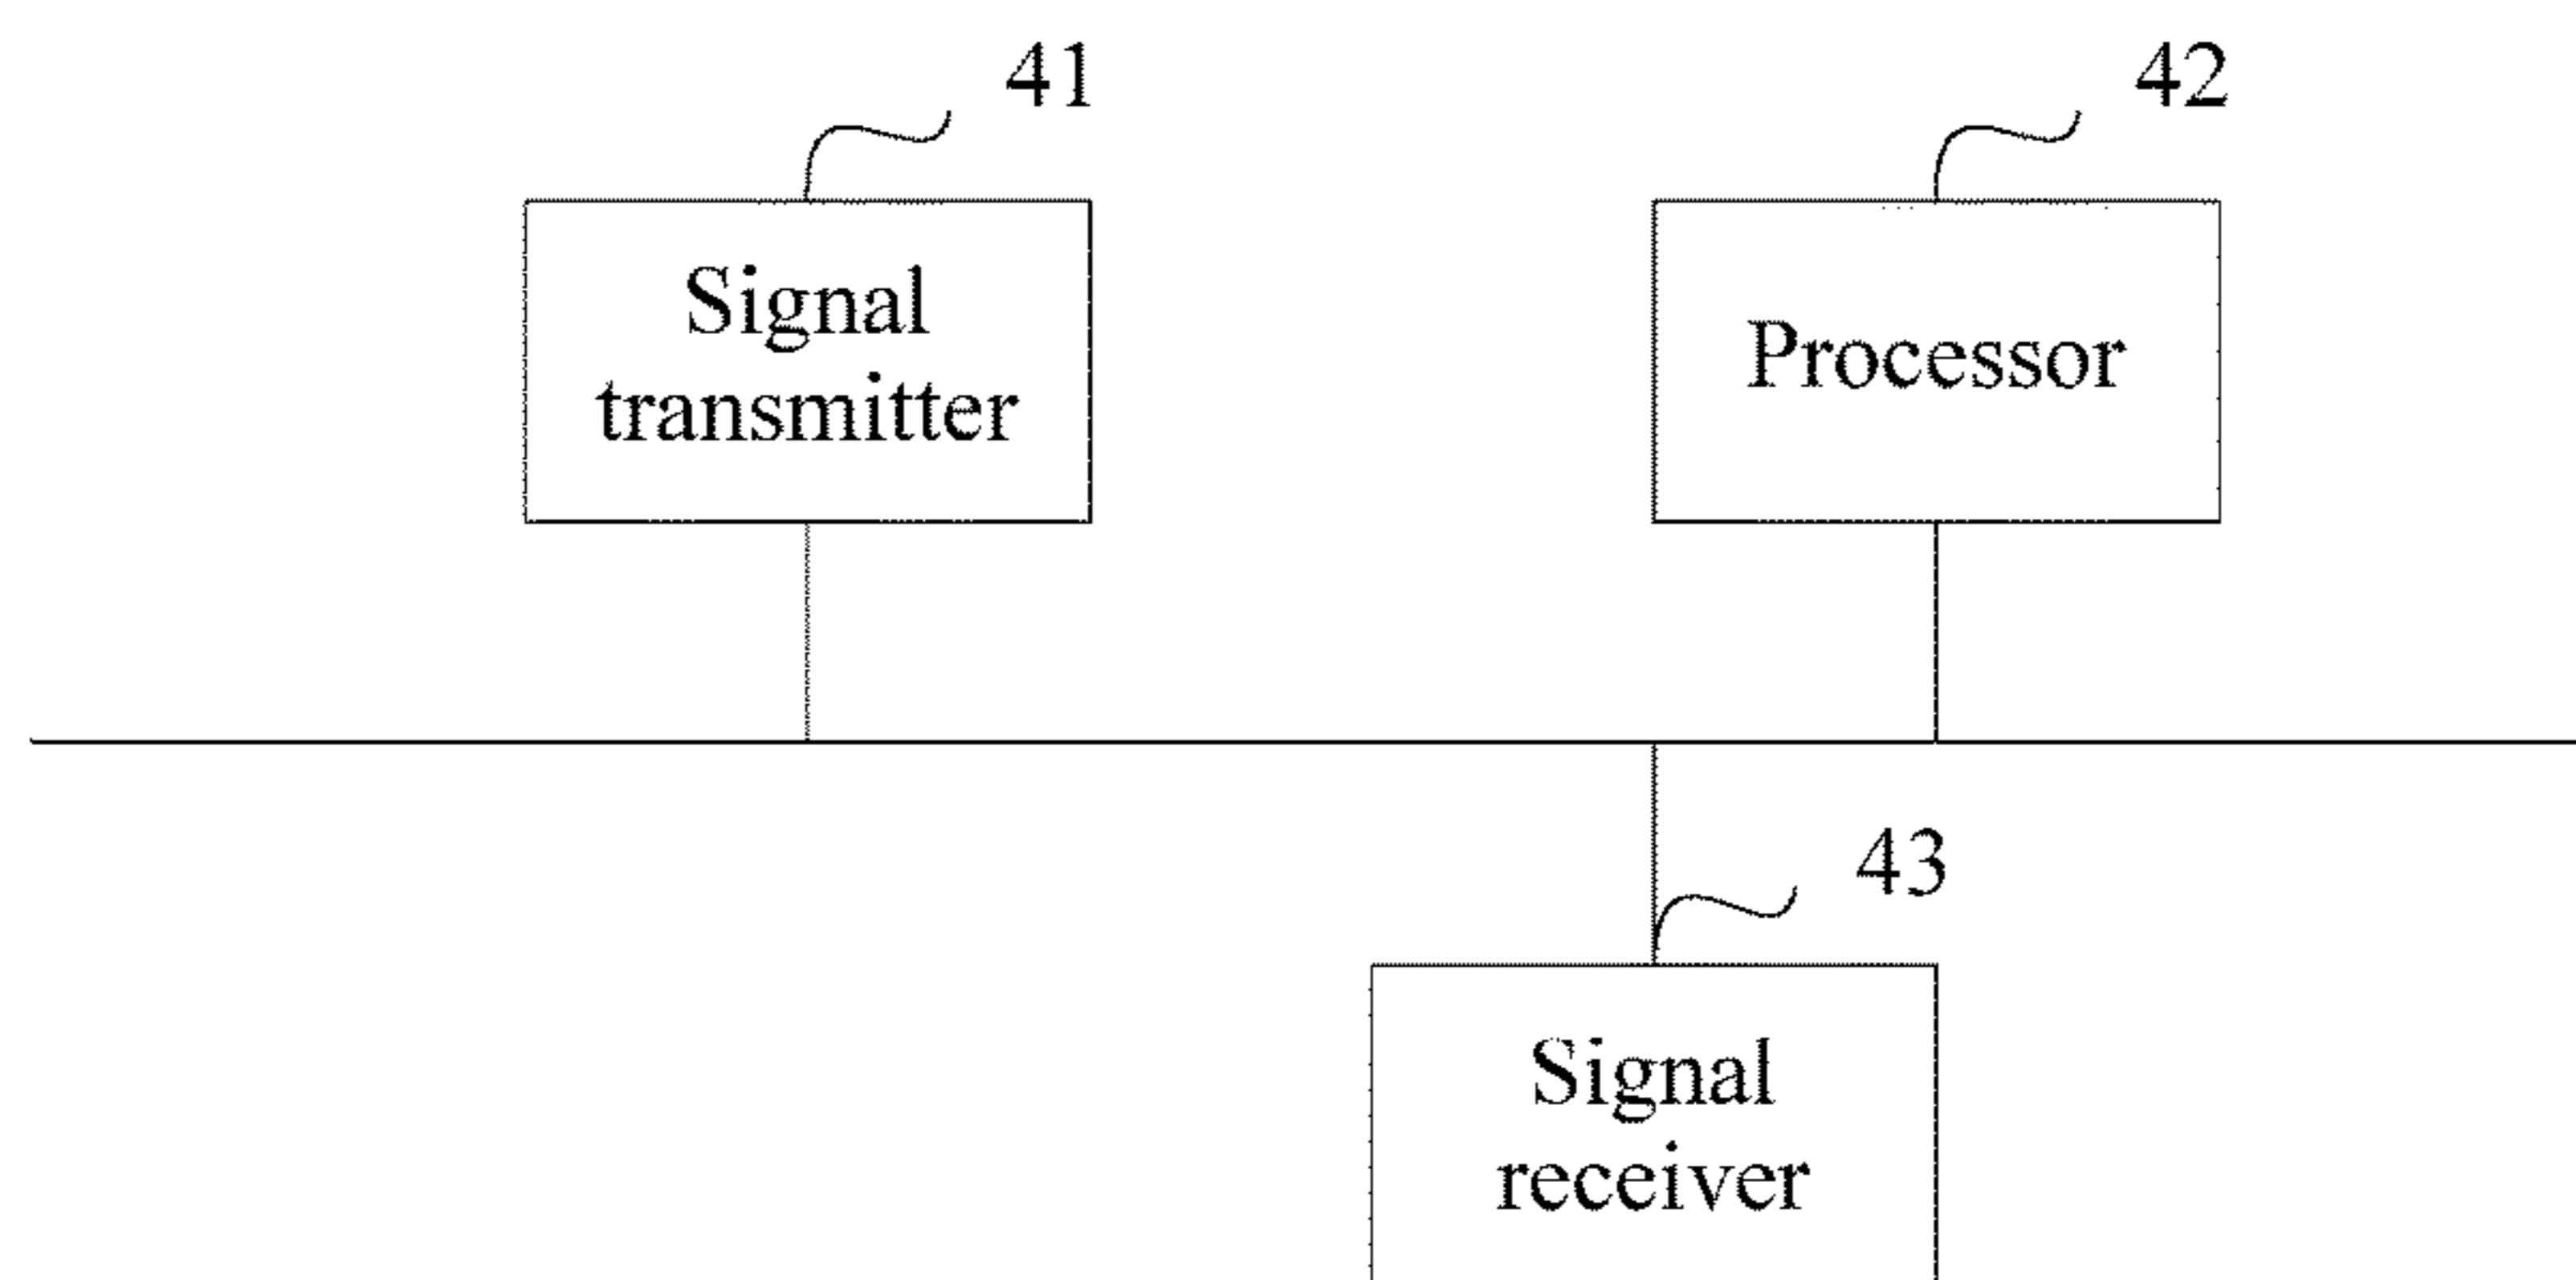 41
42
Signal
transmitter
Processor
43
Signal
receiver